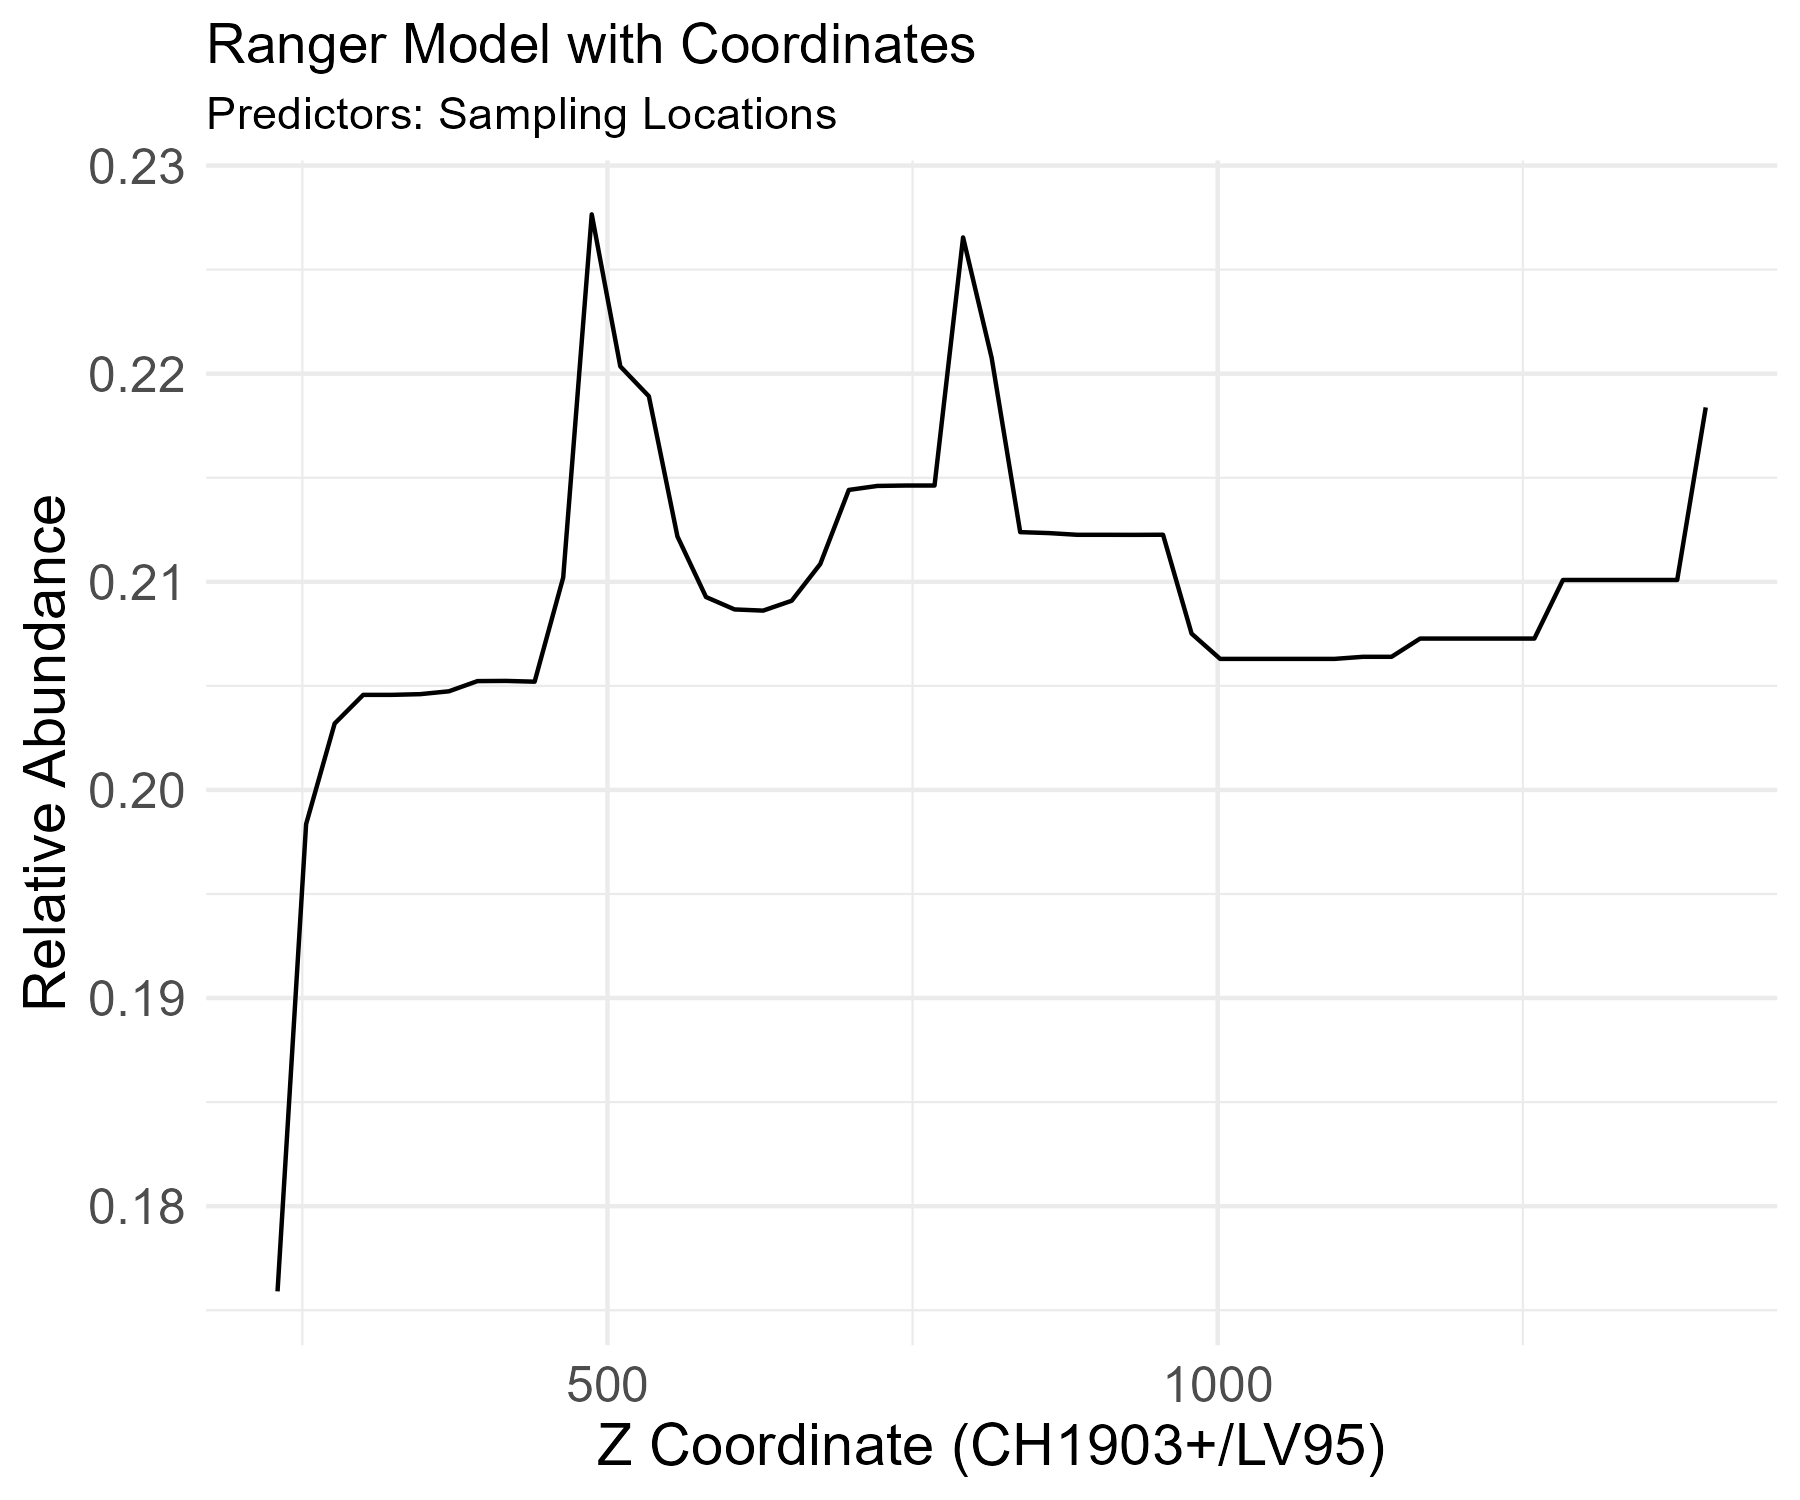 Ranger Model with Coordinates
Predictors: Sampling Locations
0.23
0.22
0.21
0.20
0.19
0.18
Relative Abundance
500 1000
Z Coordinate (CH1903+/LV95)